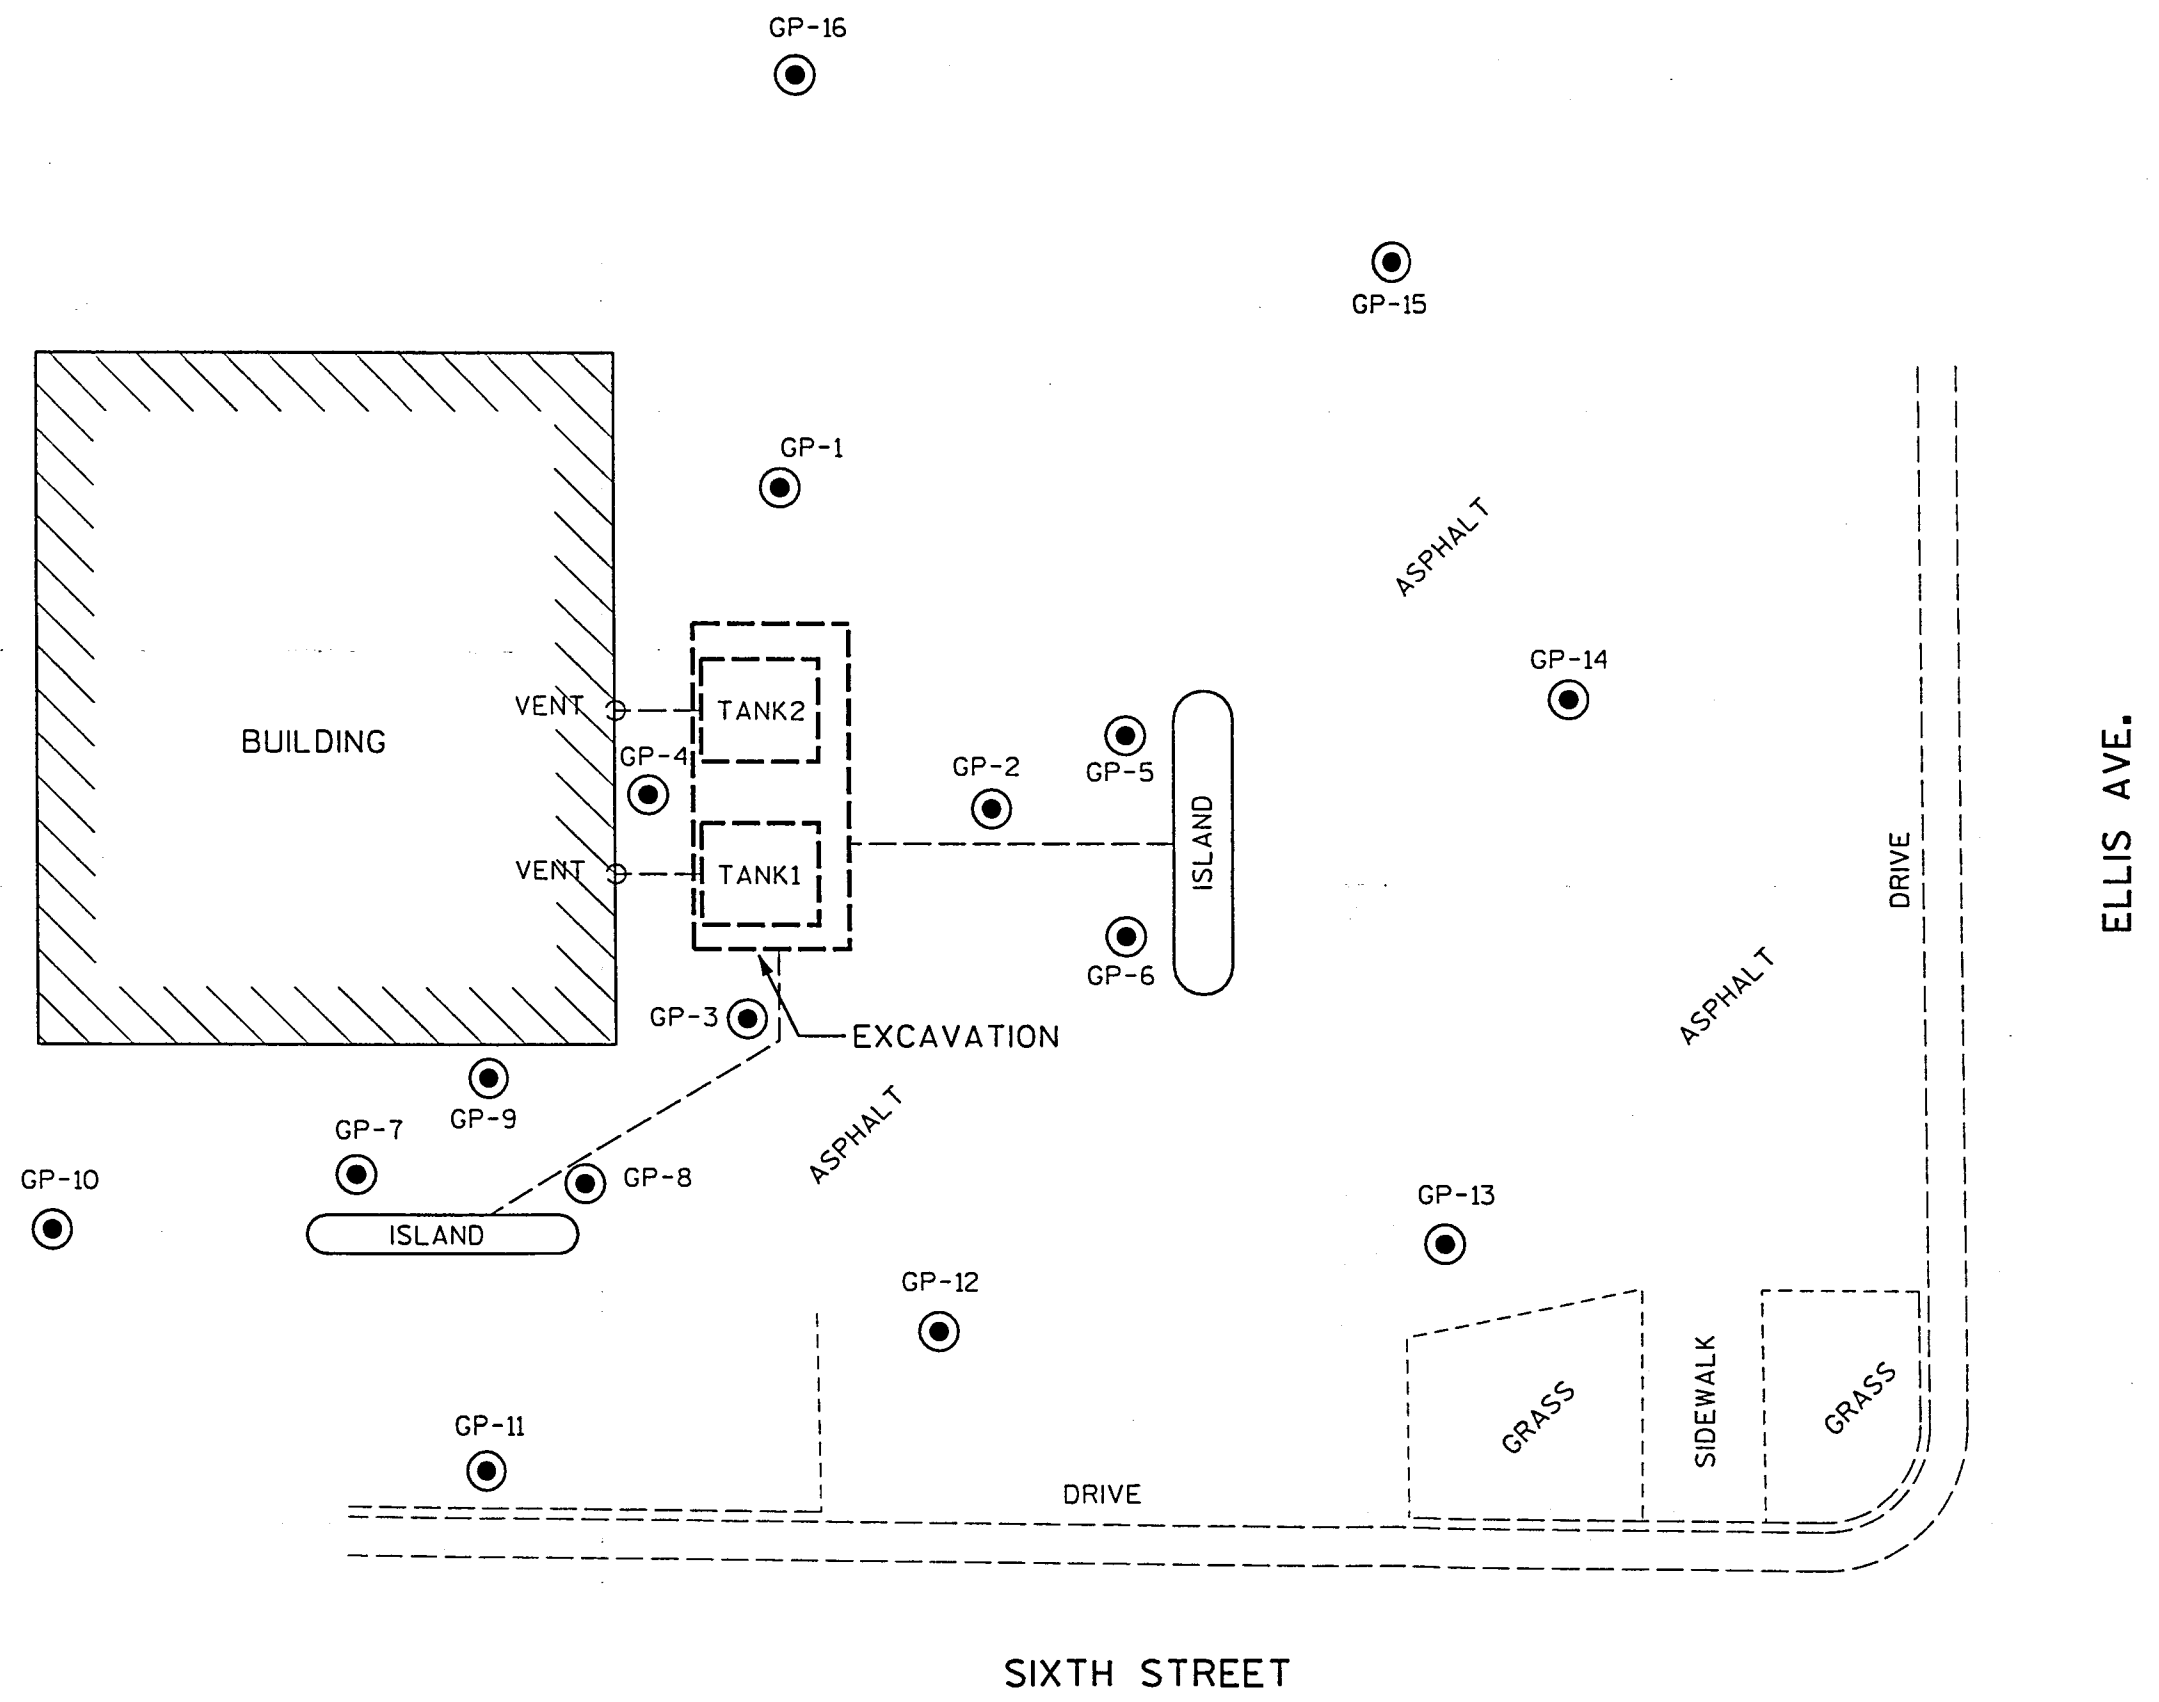 GP-16
GP-15
GP-1
ASPHALT
GP-14
VENT
TANK2
BUILDING
GP-4
GP-2
GP-5
ELLIS AVE.
ISLAND
DRIVE
VENT
TANK1
GP-6
ASPHALT
GP-3
EXCAVATION
GP-9
GP-7
ASPHALT
GP-10
GP-8
GP-13
ISLAND
GP-12
SIDEWALK
GRASS
GRASS
GP-11
DRIVE
SIXTH STREET